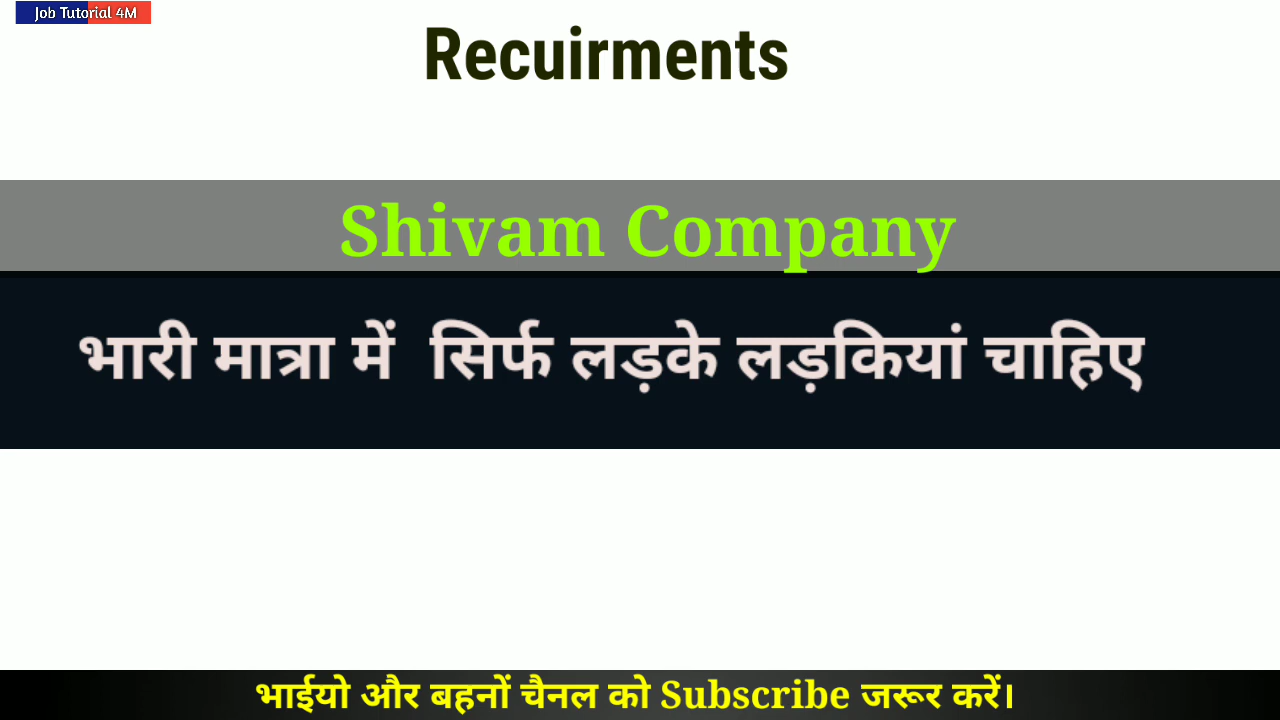 Job Tutorial 4M
Recuirments
Shivam Company
भारी मात्रा में सिर्फ लड़के लड़कियां चाहिए
भाईयो और बहनों चैनल को Subscribe जरूर करें।